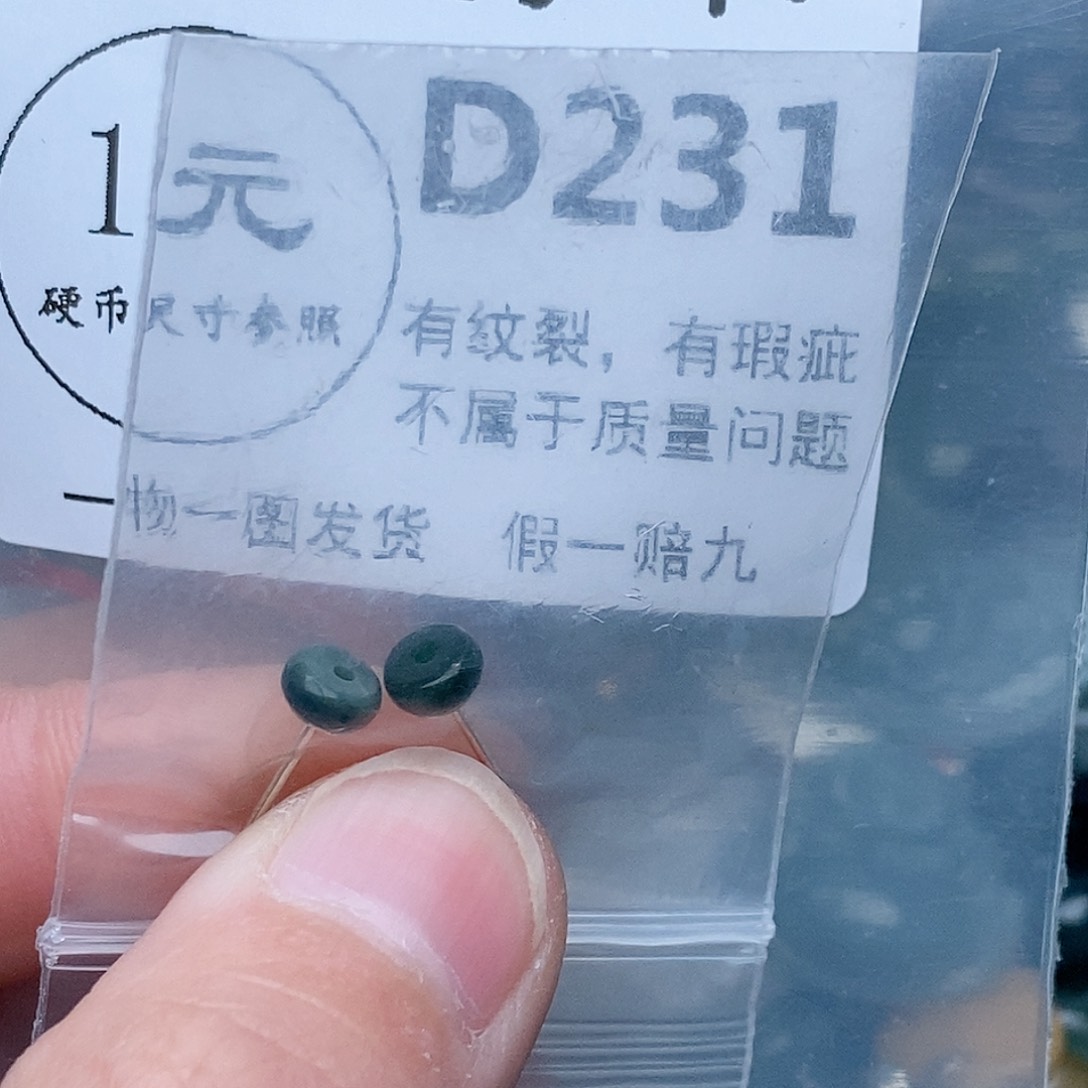 D231
1元
硬币尺寸参照
有纹裂，有瑕疵
不属于质量问题
一物一图发货 假一赔九